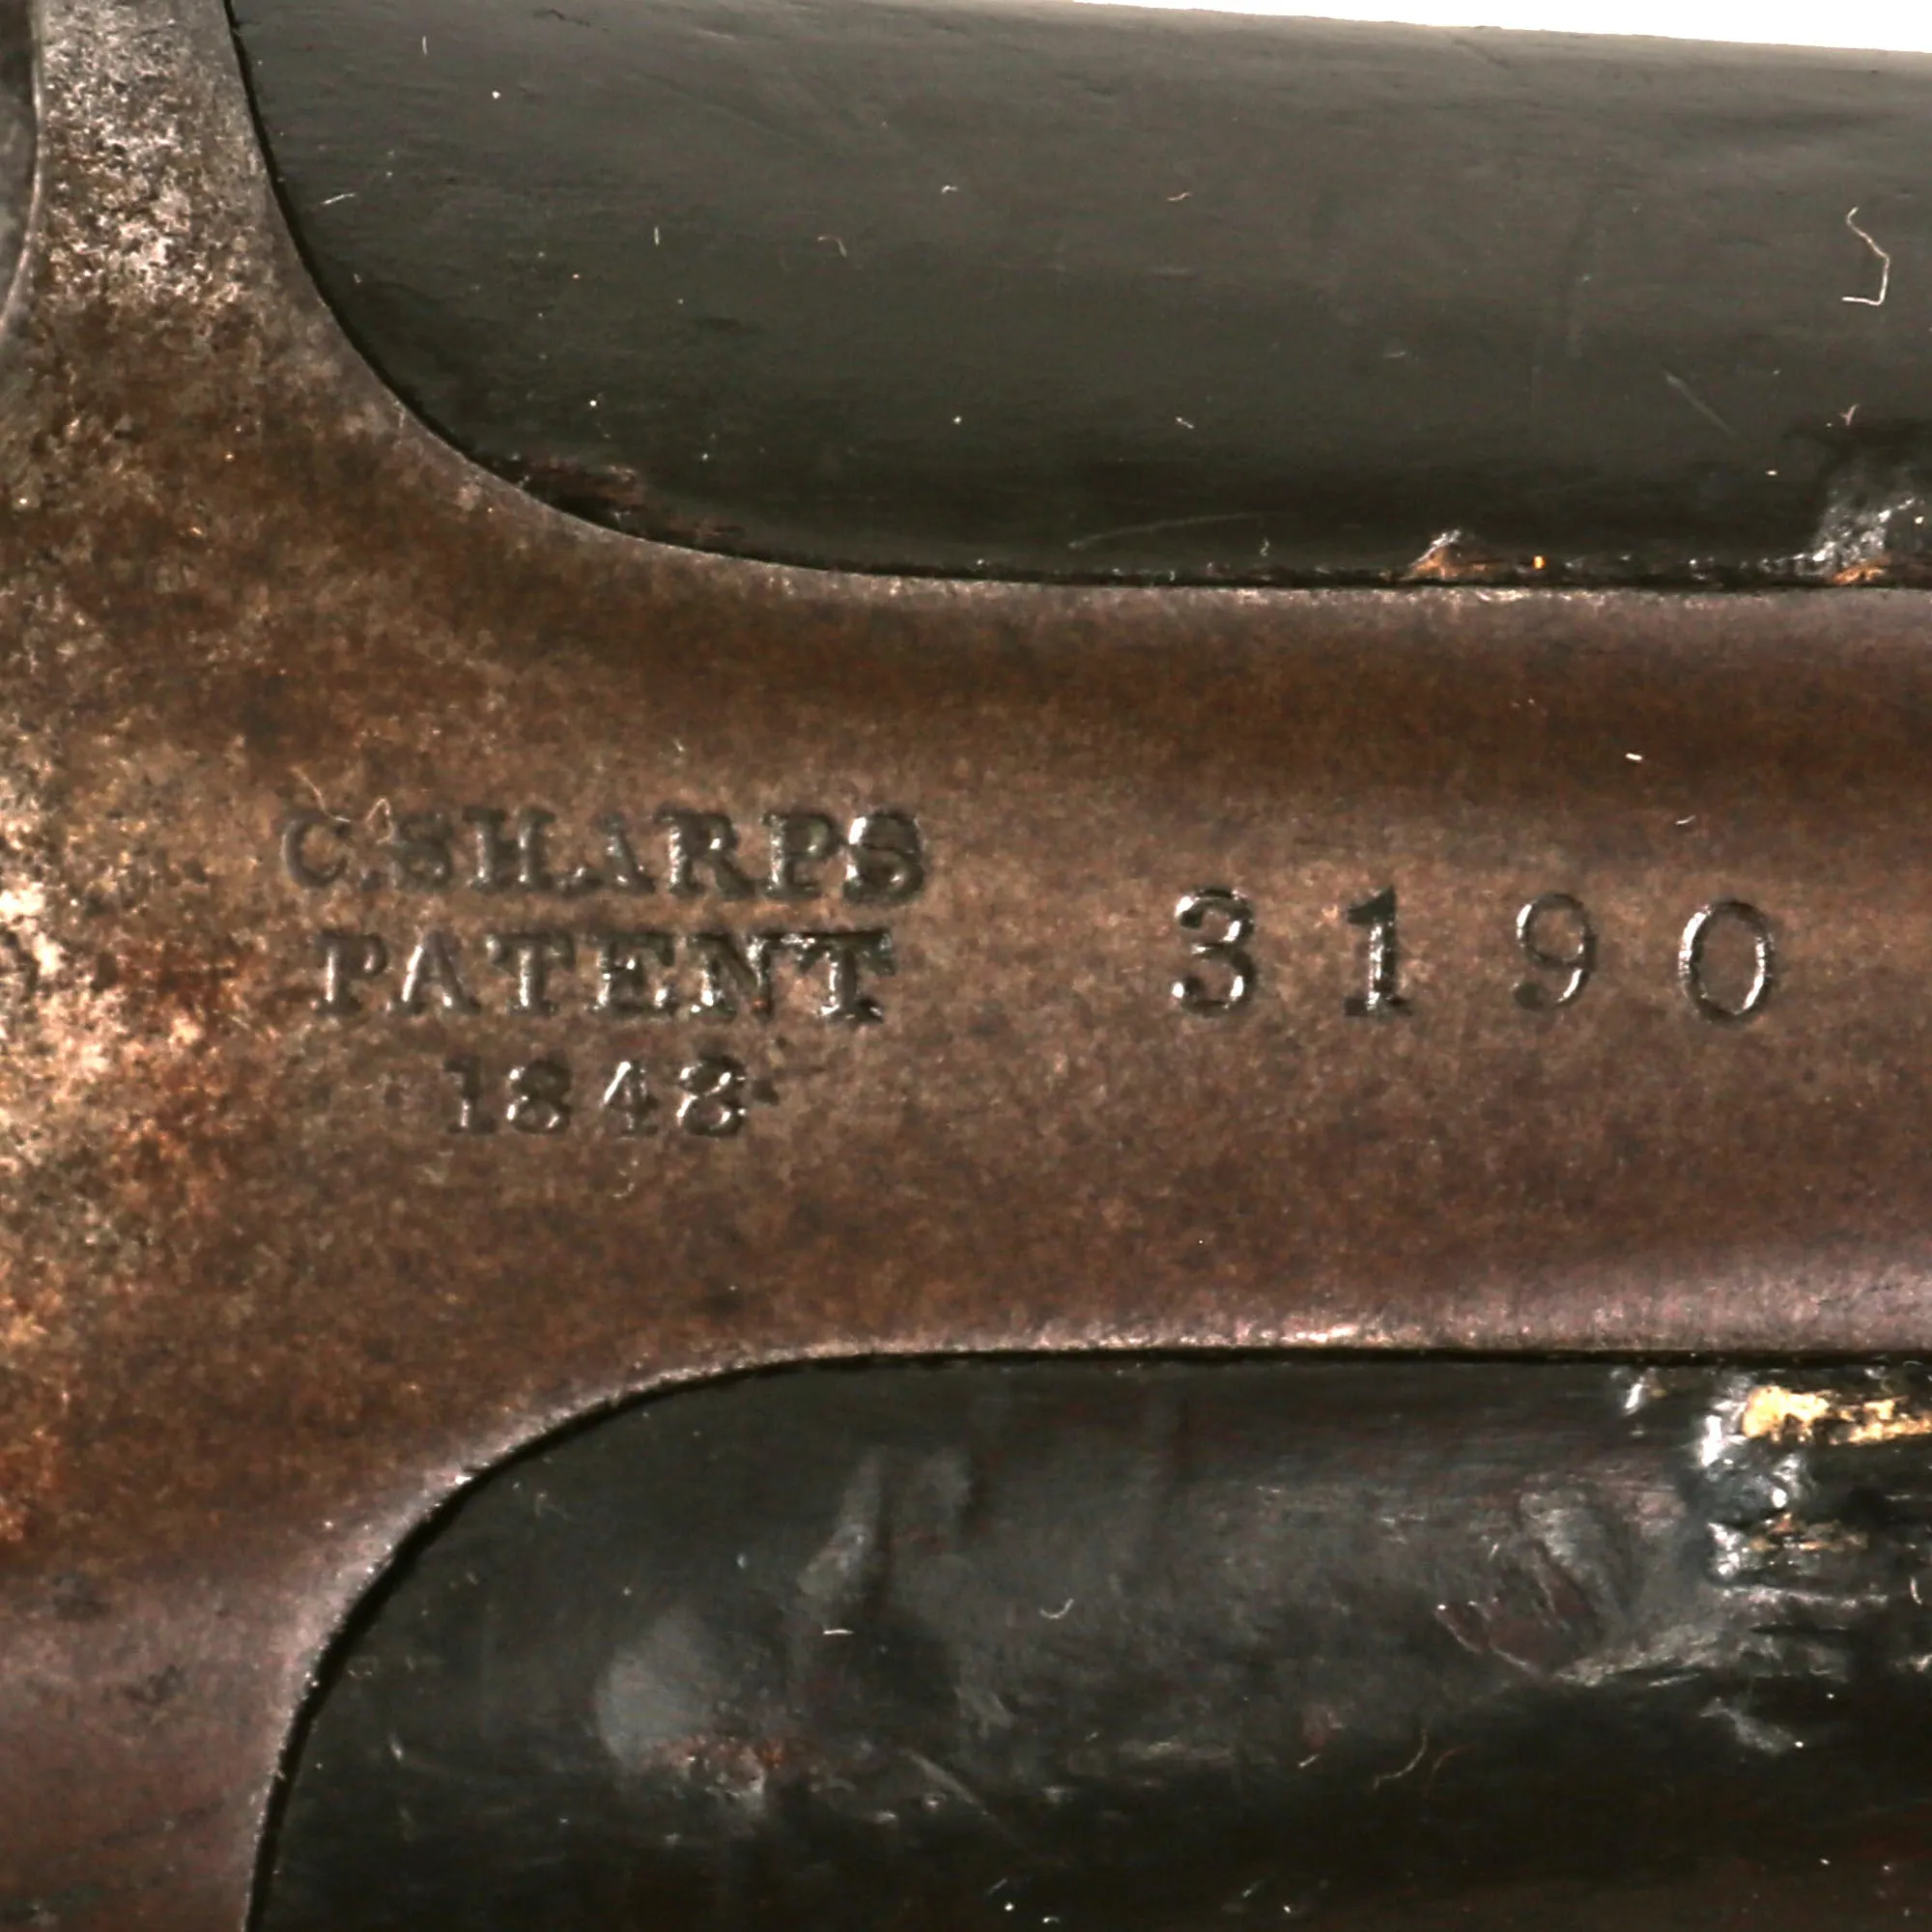 C.SHARPS
PATENT
1848
3190